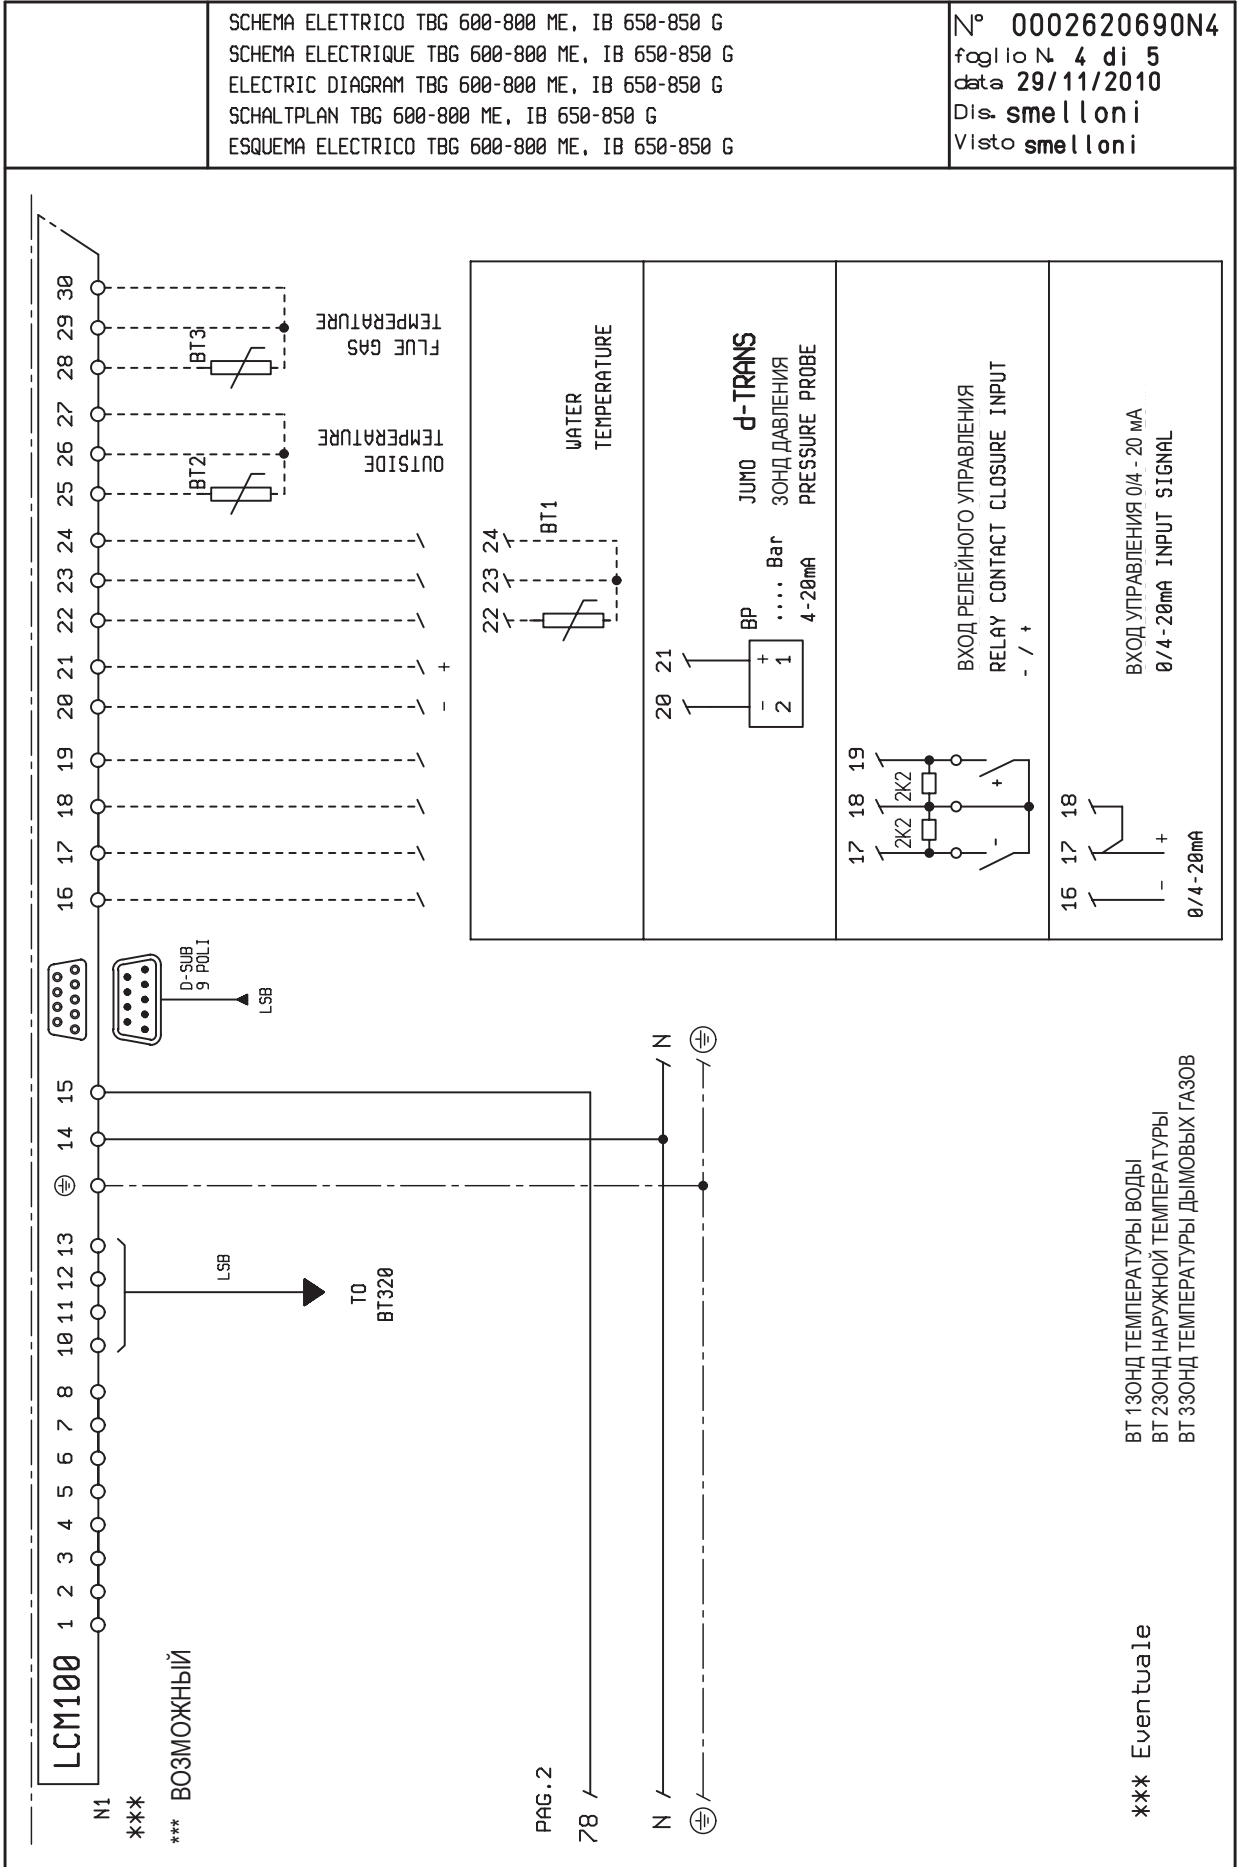 SCHEMA ELETTRICO TBG 600-800 ME, IB 650-850 G
SCHEMA ELECTRIQUE TBG 600-800 ME, IB 650-850 G
ELECTRIC DIAGRAM TBG 600-800 ME, IB 650-850 G
SCHALTPLAN TBG 600-800 ME, IB 650-850 G
ESQUEMA ELECTRICO TBG 600-800 ME, IB 650-850 G
N° 0002620690N4
foglio N. 4 di 5
data 29/11/2010
Dis. smelloni
Visto smelloni
LCM100
1 2 3 4 5 6 7 8 10 11 12 13 14 15 16 17 18 19 20 21 22 23 24 25 26 27 28 29 30
N1
***
*** ВОЗМОЖНЫЙ
LSB
TO
BT320
D-SUB
9 POLI
LSB
- +
BT2
OUTSIDE
TEMPERATURE
BT3
FLUE GAS
TEMPERATURE
22 23 24
BT1
WATER
TEMPERATURE
20 21
- +
2 1
BP
.... Bar
4-20mA
JUMO d-TRANS
ЗОНД ДАВЛЕНИЯ
PRESSURE PROBE
17 18 19
2K2 2K2
- +
ВХОД РЕЛЕЙНОГО УПРАВЛЕНИЯ
RELAY CONTACT CLOSURE INPUT
- / +
16 17 18
- +
0/4-20mA
ВХОД УПРАВЛЕНИЯ 0/4 - 20 мА
0/4-20mA INPUT SIGNAL
PAG.2
78
N N
ВТ 1ЗОНД ТЕМПЕРАТУРЫ ВОДЫ
ВТ 2ЗОНД НАРУЖНОЙ ТЕМПЕРАТУРЫ
ВТ 3ЗОНД ТЕМПЕРАТУРЫ ДЫМОВЫХ ГАЗОВ
*** Eventuale